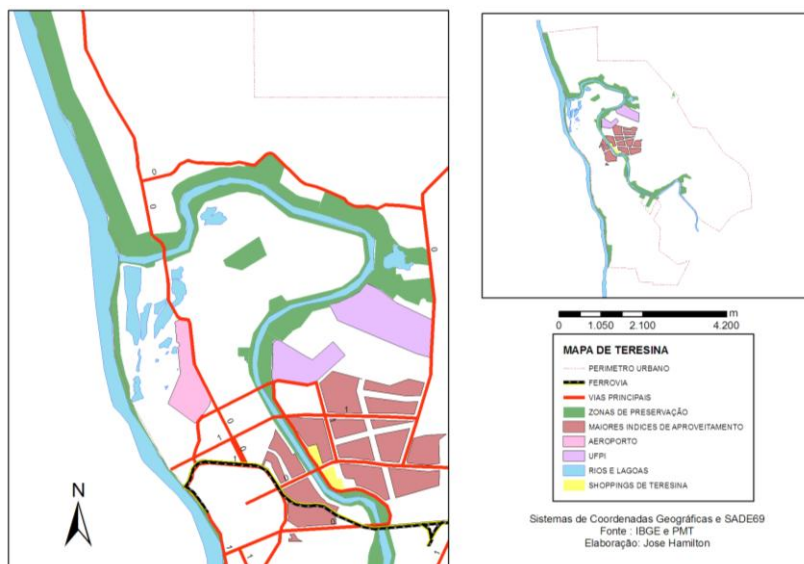 N
m
0 1.050 2.100 4.200
MAPA DE TERESINA
PERIMETRO URBANO
FERROVIA
VIAS PRINCIPAIS
ZONAS DE PRESERVAÇÃO
MAIORES INDICES DE APROVEITAMENTO
AEROPORTO
UFPI
RIOS E LAGOAS
SHOPPINGS DE TERESINA
Sistemas de Coordenadas Geográficas e SADE69
Fonte : IBGE e PMT
Elaboração: Jose Hamilton